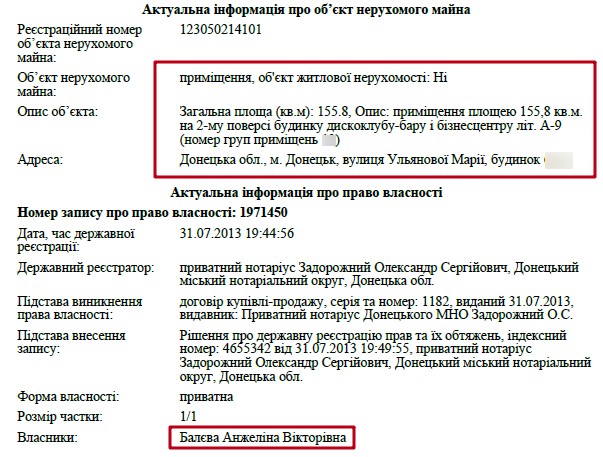 Актуальна інформація про об’єкт нерухомого майна
Реєстраційний номер 123050214101
об’єкта нерухомого
майна:
Об’єкт нерухомого приміщення, об'єкт житлової нерухомості: Ні
майна:
Опис об’єкта: Загальна площа (кв.м): 155.8, Опис: приміщення площею 155,8 кв.м.
на 2-му поверсі будинку дискоклубу-бару і бізнесцентру літ. А-9
(номер груп приміщень )
Адреса: Донецька обл., м. Донецьк, вулиця Ульянової Марії, будинок
Актуальна інформація про право власності
Номер запису про право власності: 1971450
Дата, час державної 31.07.2013 19:44:56
реєстрації:
Державний реєстратор: приватний нотаріус Задорожний Олександр Сергійович, Донецький
міський нотаріальний округ, Донецька обл.
Підстава виникнення договір купівлі-продажу, серія та номер: 1182, виданий 31.07.2013,
права власності: видавник: Приватний нотаріус Донецького МНО Задорожний О.С.
Підстава внесення Рішення про державну реєстрацію прав та їх обтяжень, індексний
запису: номер: 4655342 від 31.07.2013 19:49:55, приватний нотаріус
Задорожний Олександр Сергійович, Донецький міський нотаріальний
округ, Донецька обл.
Форма власності: приватна
Розмір частки: 1/1
Власники: Балєва Анжеліна Вікторівна